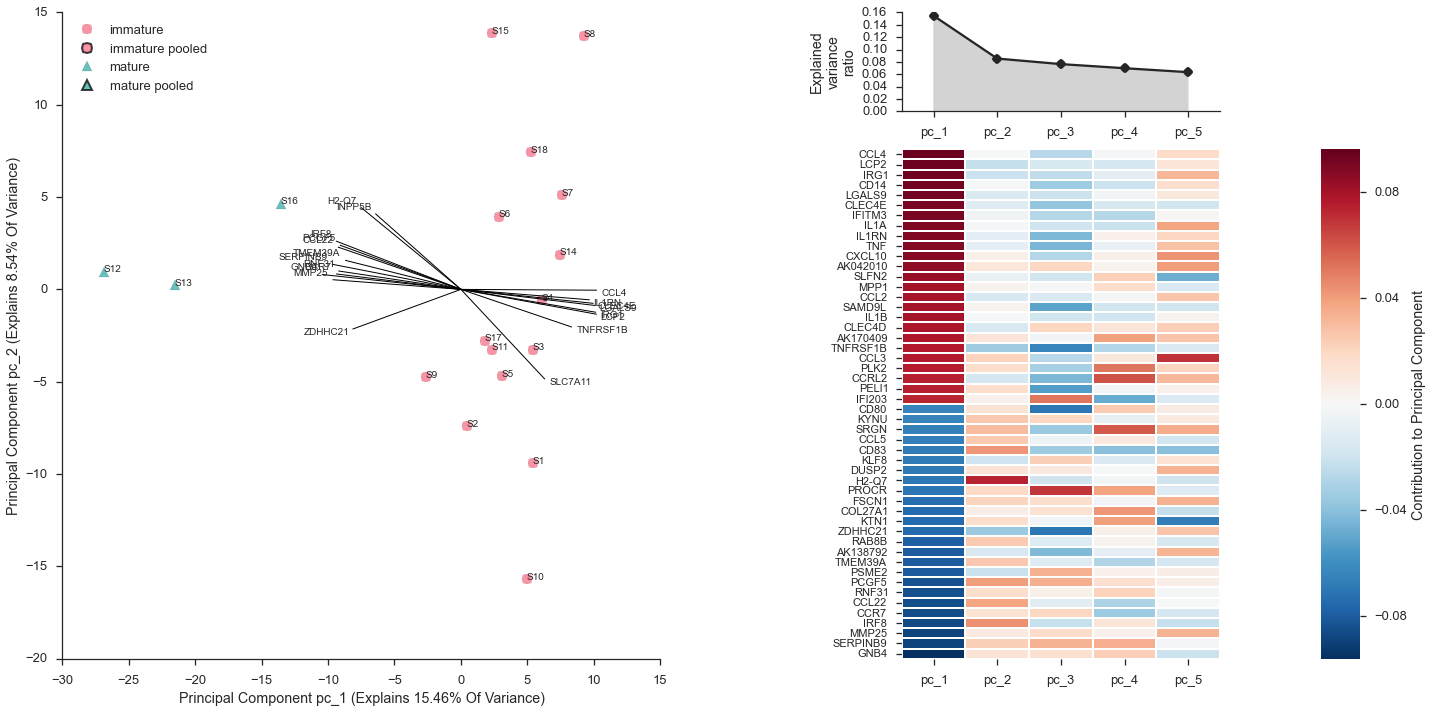 15
10
5
0
−5
−10
−15
−20
−30
−25
−20
−15
−10
−5
0
5
10
15
Principal Component pc_2 (Explains 8.54% Of Variance)
Principal Component pc_1 (Explains 15.46% Of Variance)
immature
immature pooled
mature
mature pooled
S15
S8
S18
S7
S6
S14
S16
S12
S13
S17
S11
S3
S9
S5
S2
S1
S10
H2-Q7
INPP5B
IRF8
CCL22
TMEM39A
SERPINB9
MMP25
ZDHHC21
CCL4
IL1RN
LCP2
TNFRSF1B
SLC7A11
Explained
variance
ratio
0.16
0.14
0.12
0.10
0.08
0.06
0.04
0.02
0.00
pc_1
pc_2
pc_3
pc_4
pc_5
CCL4
LCP2
IRG1
CD14
LGALS9
CLEC4E
IFITM3
IL1A
IL1RN
TNF
CXCL10
AK042010
SLFN2
MPP1
CCL2
SAMD9L
IL1B
CLEC4D
AK170409
TNFRSF1B
CCL3
PLK2
CCRL2
PELI1
IFI203
CD80
KYNU
SRGN
CCL5
CD83
KLF8
DUSP2
H2-Q7
PROCR
FSCN1
COL27A1
KTN1
ZDHHC21
RAB8B
AK138792
TMEM39A
PSME2
PCGF5
RNF31
CCL22
CCR7
IRF8
MMP25
SERPINB9
GNB4
pc_1
pc_2
pc_3
pc_4
pc_5
0.08
0.04
0.00
−0.04
−0.08
Contribution to Principal Component